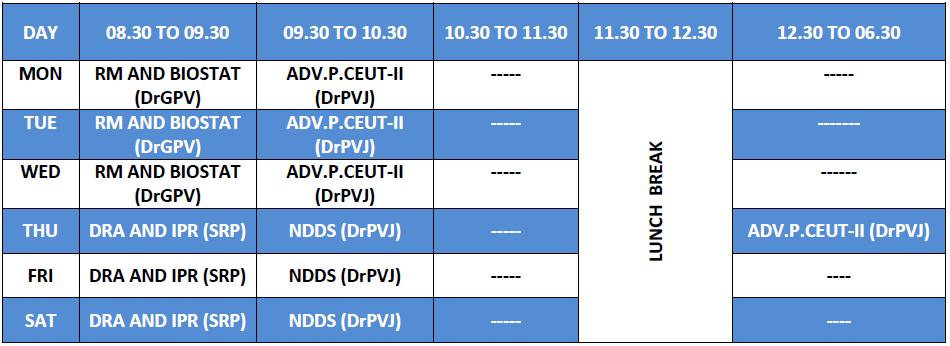 DAY 08.30 TO 09.30 09.30 TO 10.30 10.30 TO 11.30 11.30 TO 12.30 12.30 TO 06.30
MON RM AND BIOSTAT ADV.P.CEUT-II ----- -----
(DrGPV) (DrPVJ)
TUE RM AND BIOSTAT ADV.P.CEUT-II ----- -------
(DrGPV) (DrPVJ)
WED RM AND BIOSTAT ADV.P.CEUT-II ----- ------
(DrGPV) (DrPVJ)
LUNCH BREAK
THU DRA AND IPR (SRP) NDDS (DrPVJ) ----- ADV.P.CEUT-II (DrPVJ)
FRI DRA AND IPR (SRP) NDDS (DrPVJ) ----- ----
SAT DRA AND IPR (SRP) NDDS (DrPVJ) ----- ----